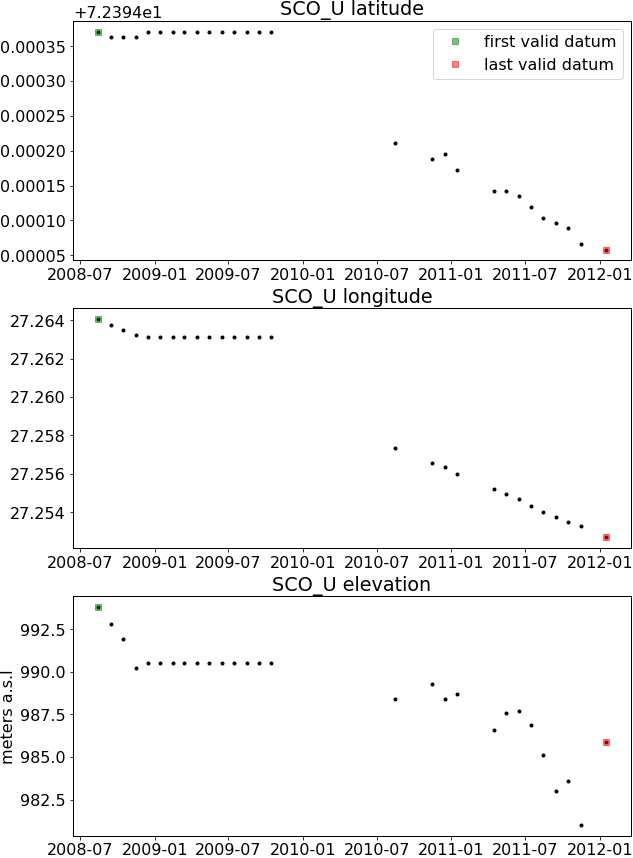 SCO_U latitude
+7.2394e1
first valid datum
last valid datum
0.00035
0.00030
0.00025
0.00020
0.00015
0.00010
0.00005
2008-07 2009-01 2009-07 2010-01 2010-07 2011-01 2011-07 2012-01
SCO_U longitude
27.264
27.262
27.260
27.258
27.256
27.254
2008-07 2009-01 2009-07 2010-01 2010-07 2011-01 2011-07 2012-01
SCO_U elevation
meters a.s.l
992.5
990.0
987.5
985.0
982.5
2008-07 2009-01 2009-07 2010-01 2010-07 2011-01 2011-07 2012-01